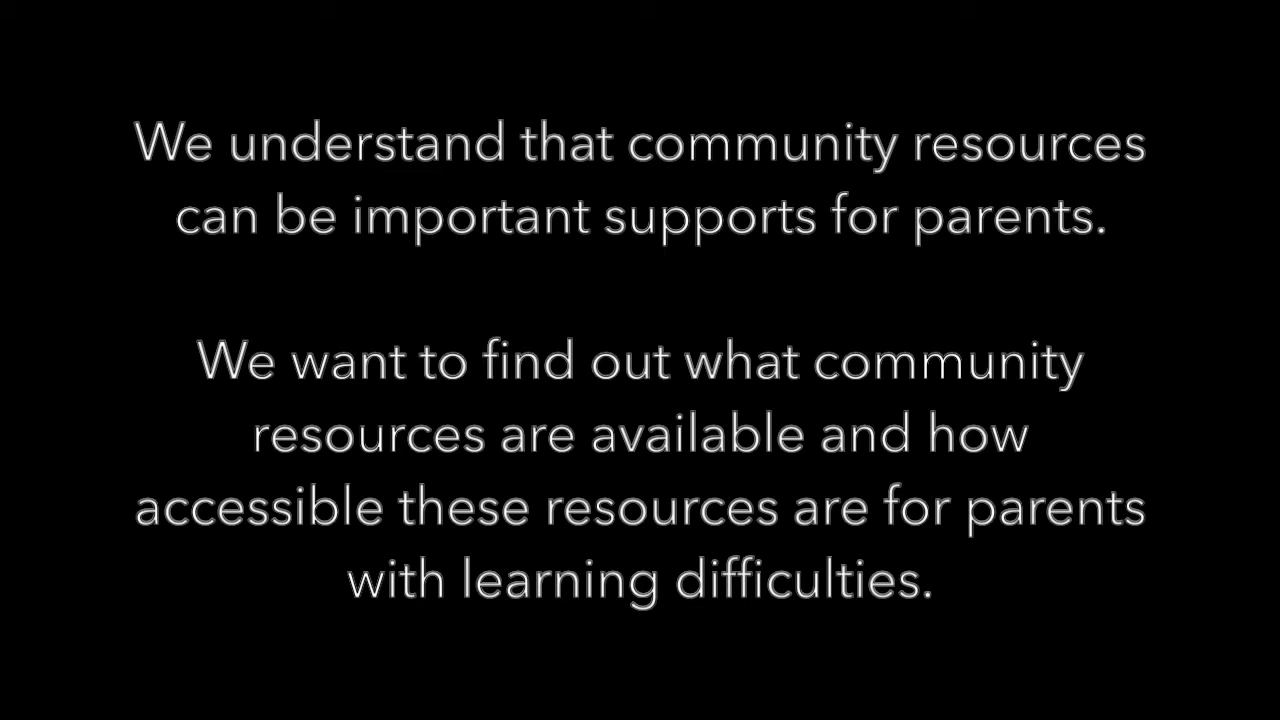 We understand that community resources
can be important supports for parents.
We want to find out what community
resources are available and how
accessible these resources are for parents
with learning difficulties.